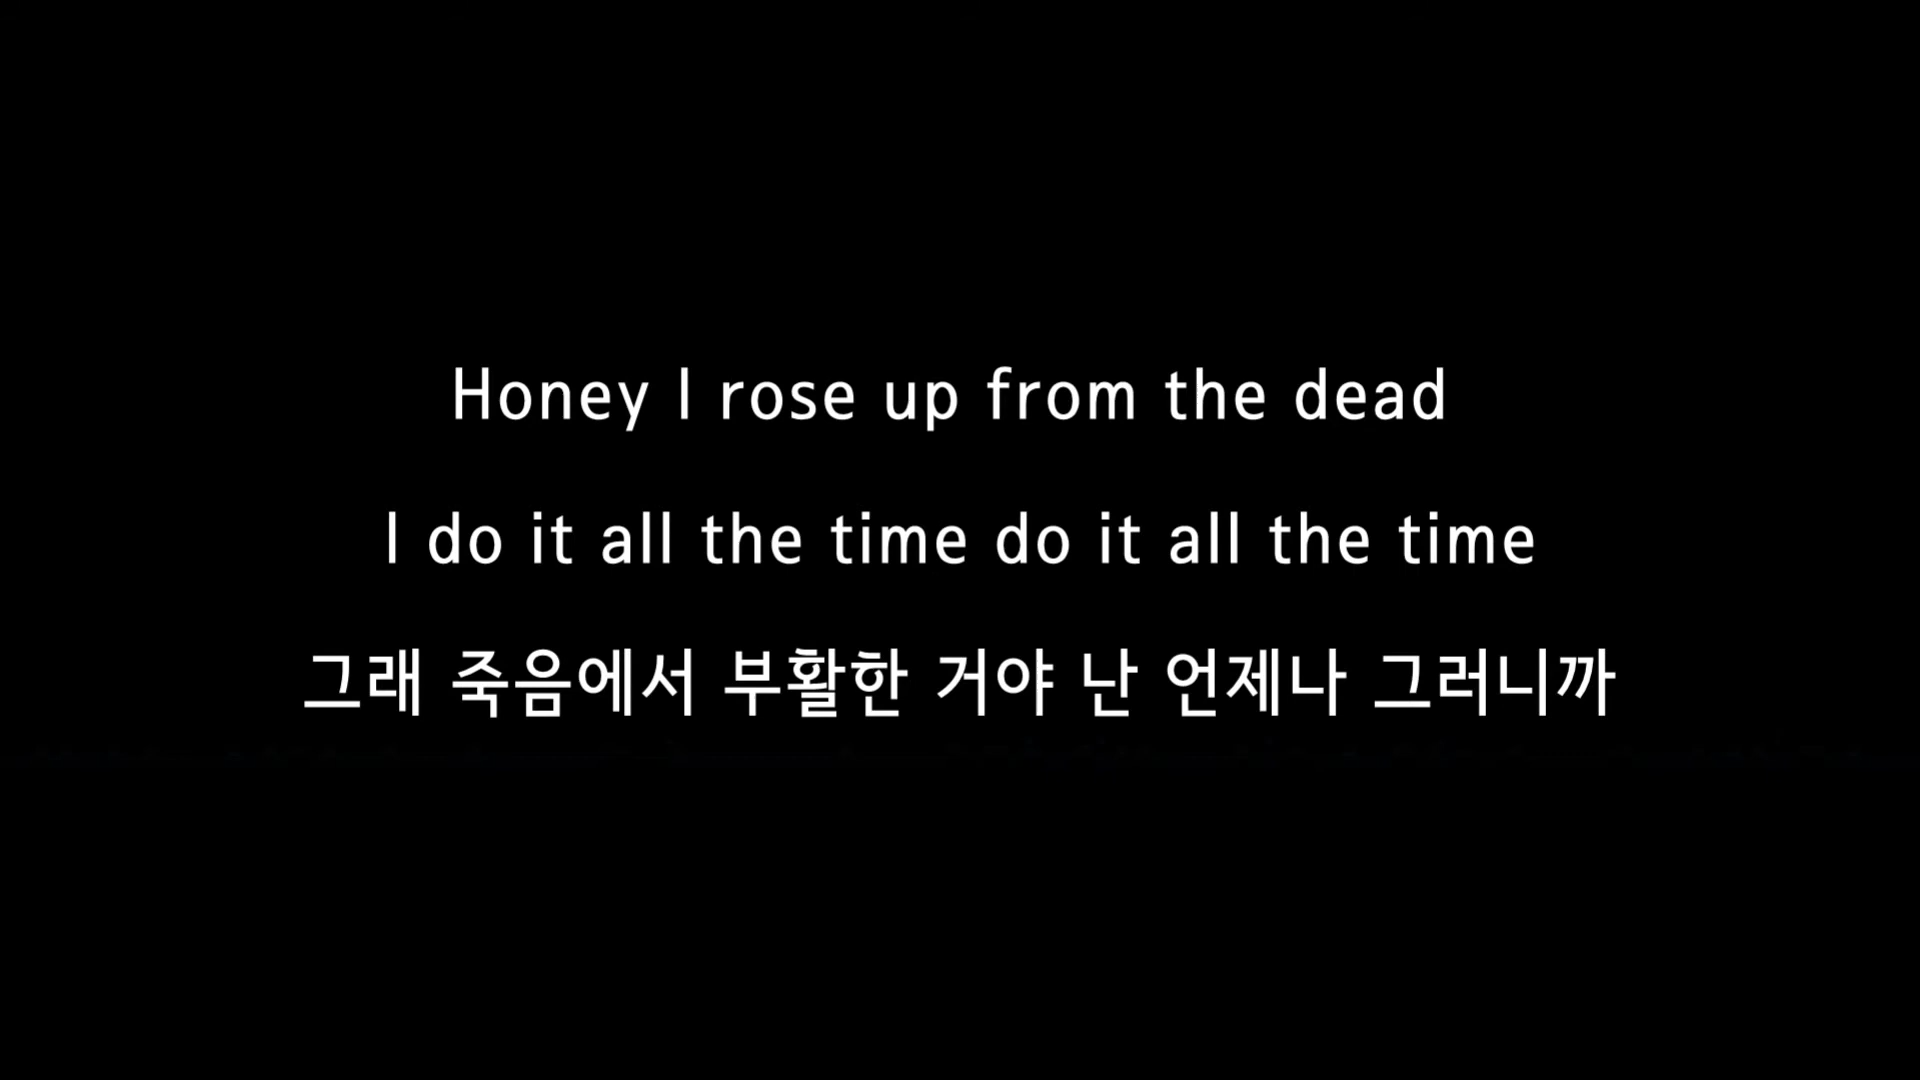 Honey I rose up from the dead
I do it all the time do it all the time
그래 죽음에서 부활한 거야 난 언제나 그러니까